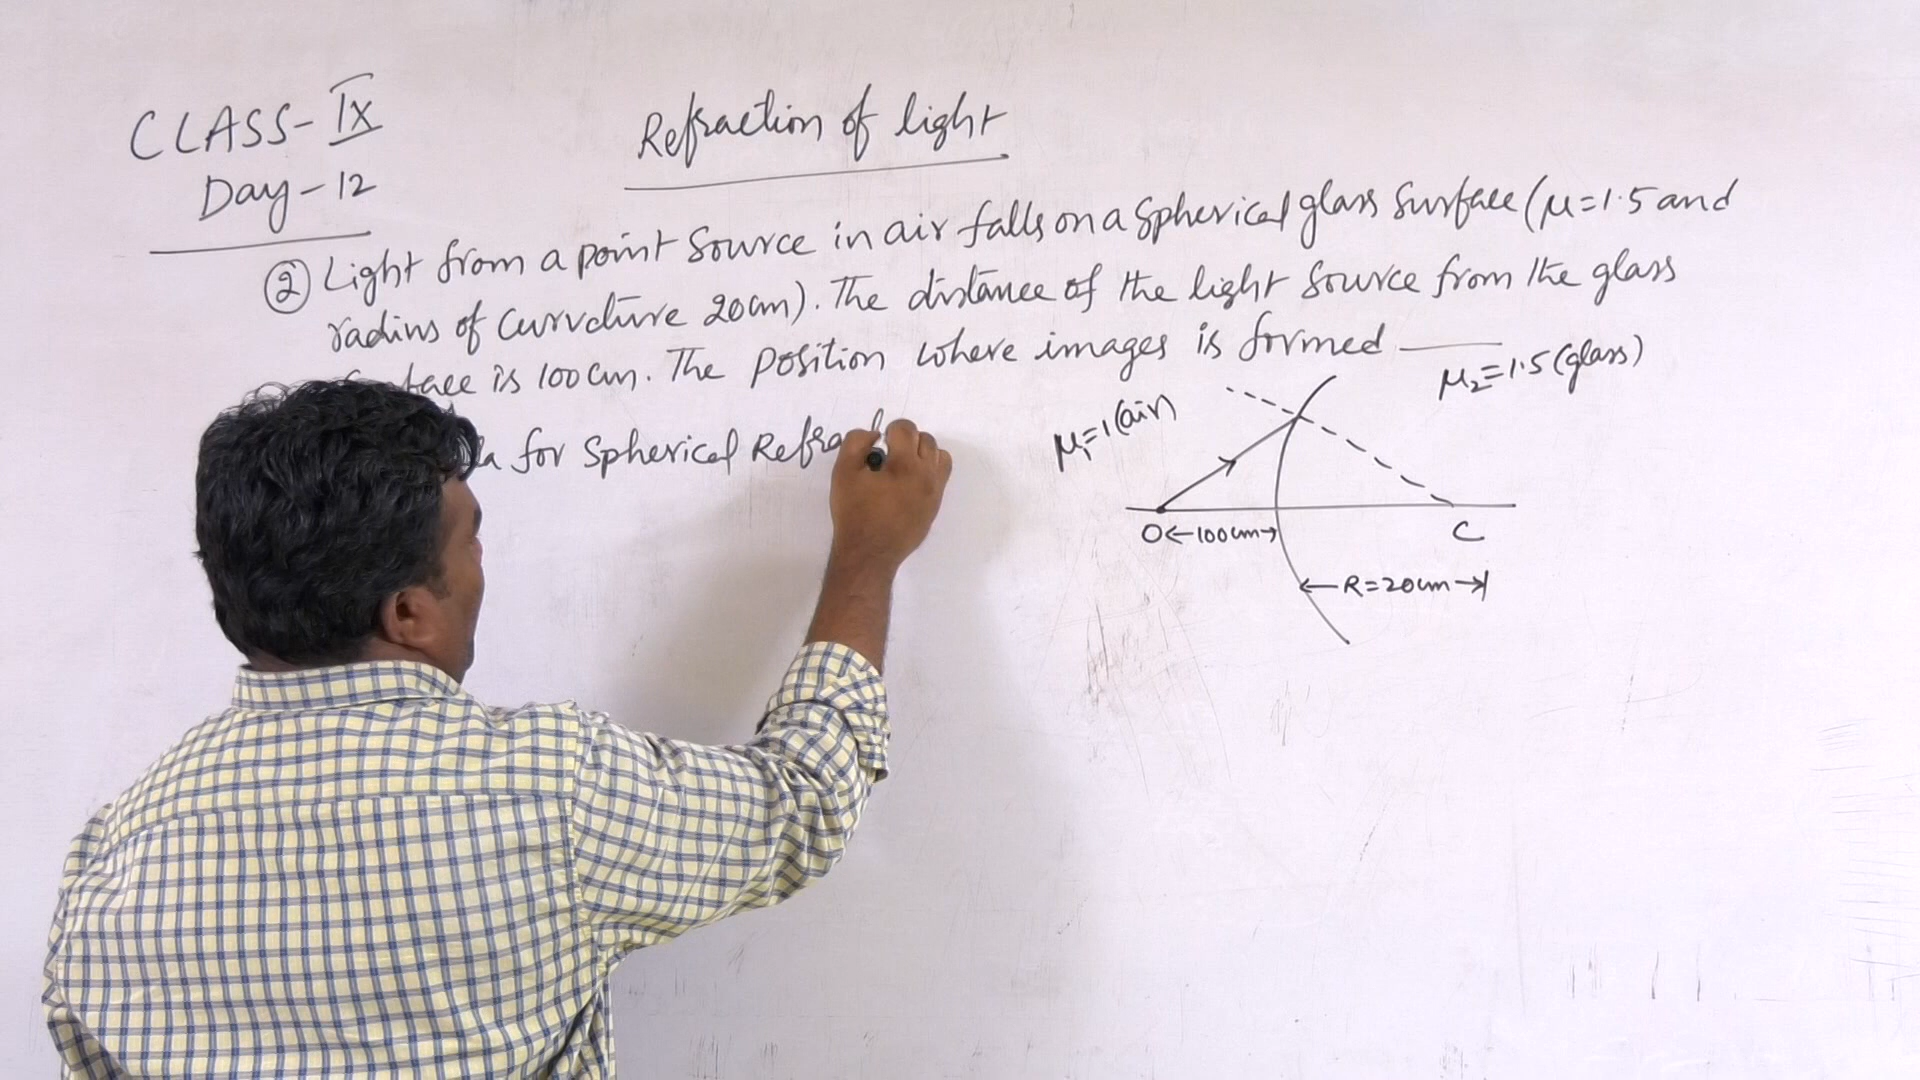 CLASS-IX
Day-12
Refraction of light
② Light from a point source in air falls on a spherical glass surface (μ=1.5 and
radius of curvature 20cm). The distance of the light source from the glass
is 100cm. The position where images is formed ____
for spherical
μ₁=1(air)
μ₂=1.5(glass)
O←100cm→
C
←R=20cm→